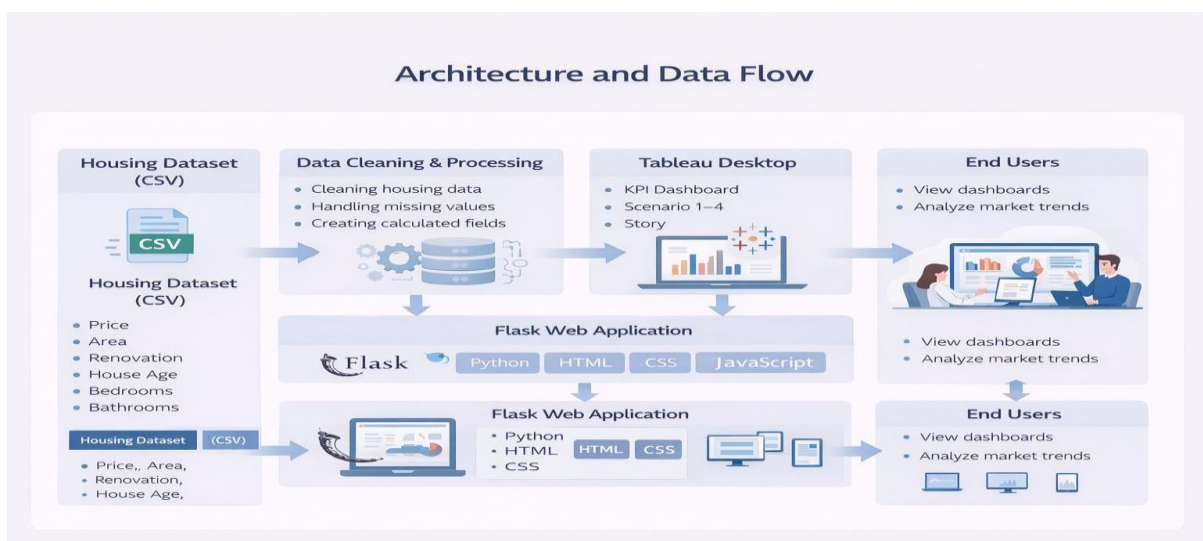 Architecture and Data Flow
Housing Dataset
(CSV)
CSV
Housing Dataset
(CSV)
• Price
• Area
• Renovation
• House Age
• Bedrooms
• Bathrooms
Housing Dataset (CSV)
• Price,, Area,
• Renovation,
• House Age,
Data Cleaning & Processing
• Cleaning housing data
• Handling missing values
• Creating calculated fields
Tableau Desktop
• KPI Dashboard
• Scenario 1–4
• Story
End Users
• View dashboards
• Analyze market trends
• View dashboards
• Analyze market trends
Flask Web Application
Flask Python HTML CSS JavaScript
Flask Web Application
• Python
• HTML
• CSS
HTML CSS
End Users
• View dashboards
• Analyze market trends